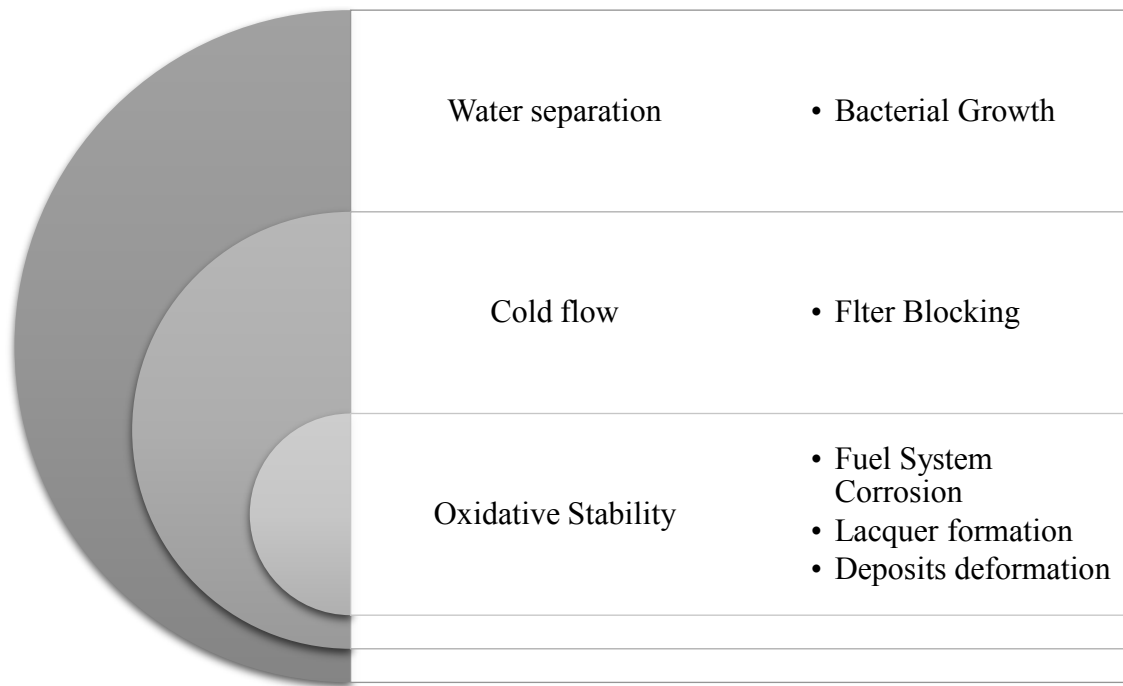 Water separation
• Bacterial Growth
Cold flow
• Flter Blocking
Oxidative Stability
• Fuel System
Corrosion
• Lacquer formation
• Deposits deformation